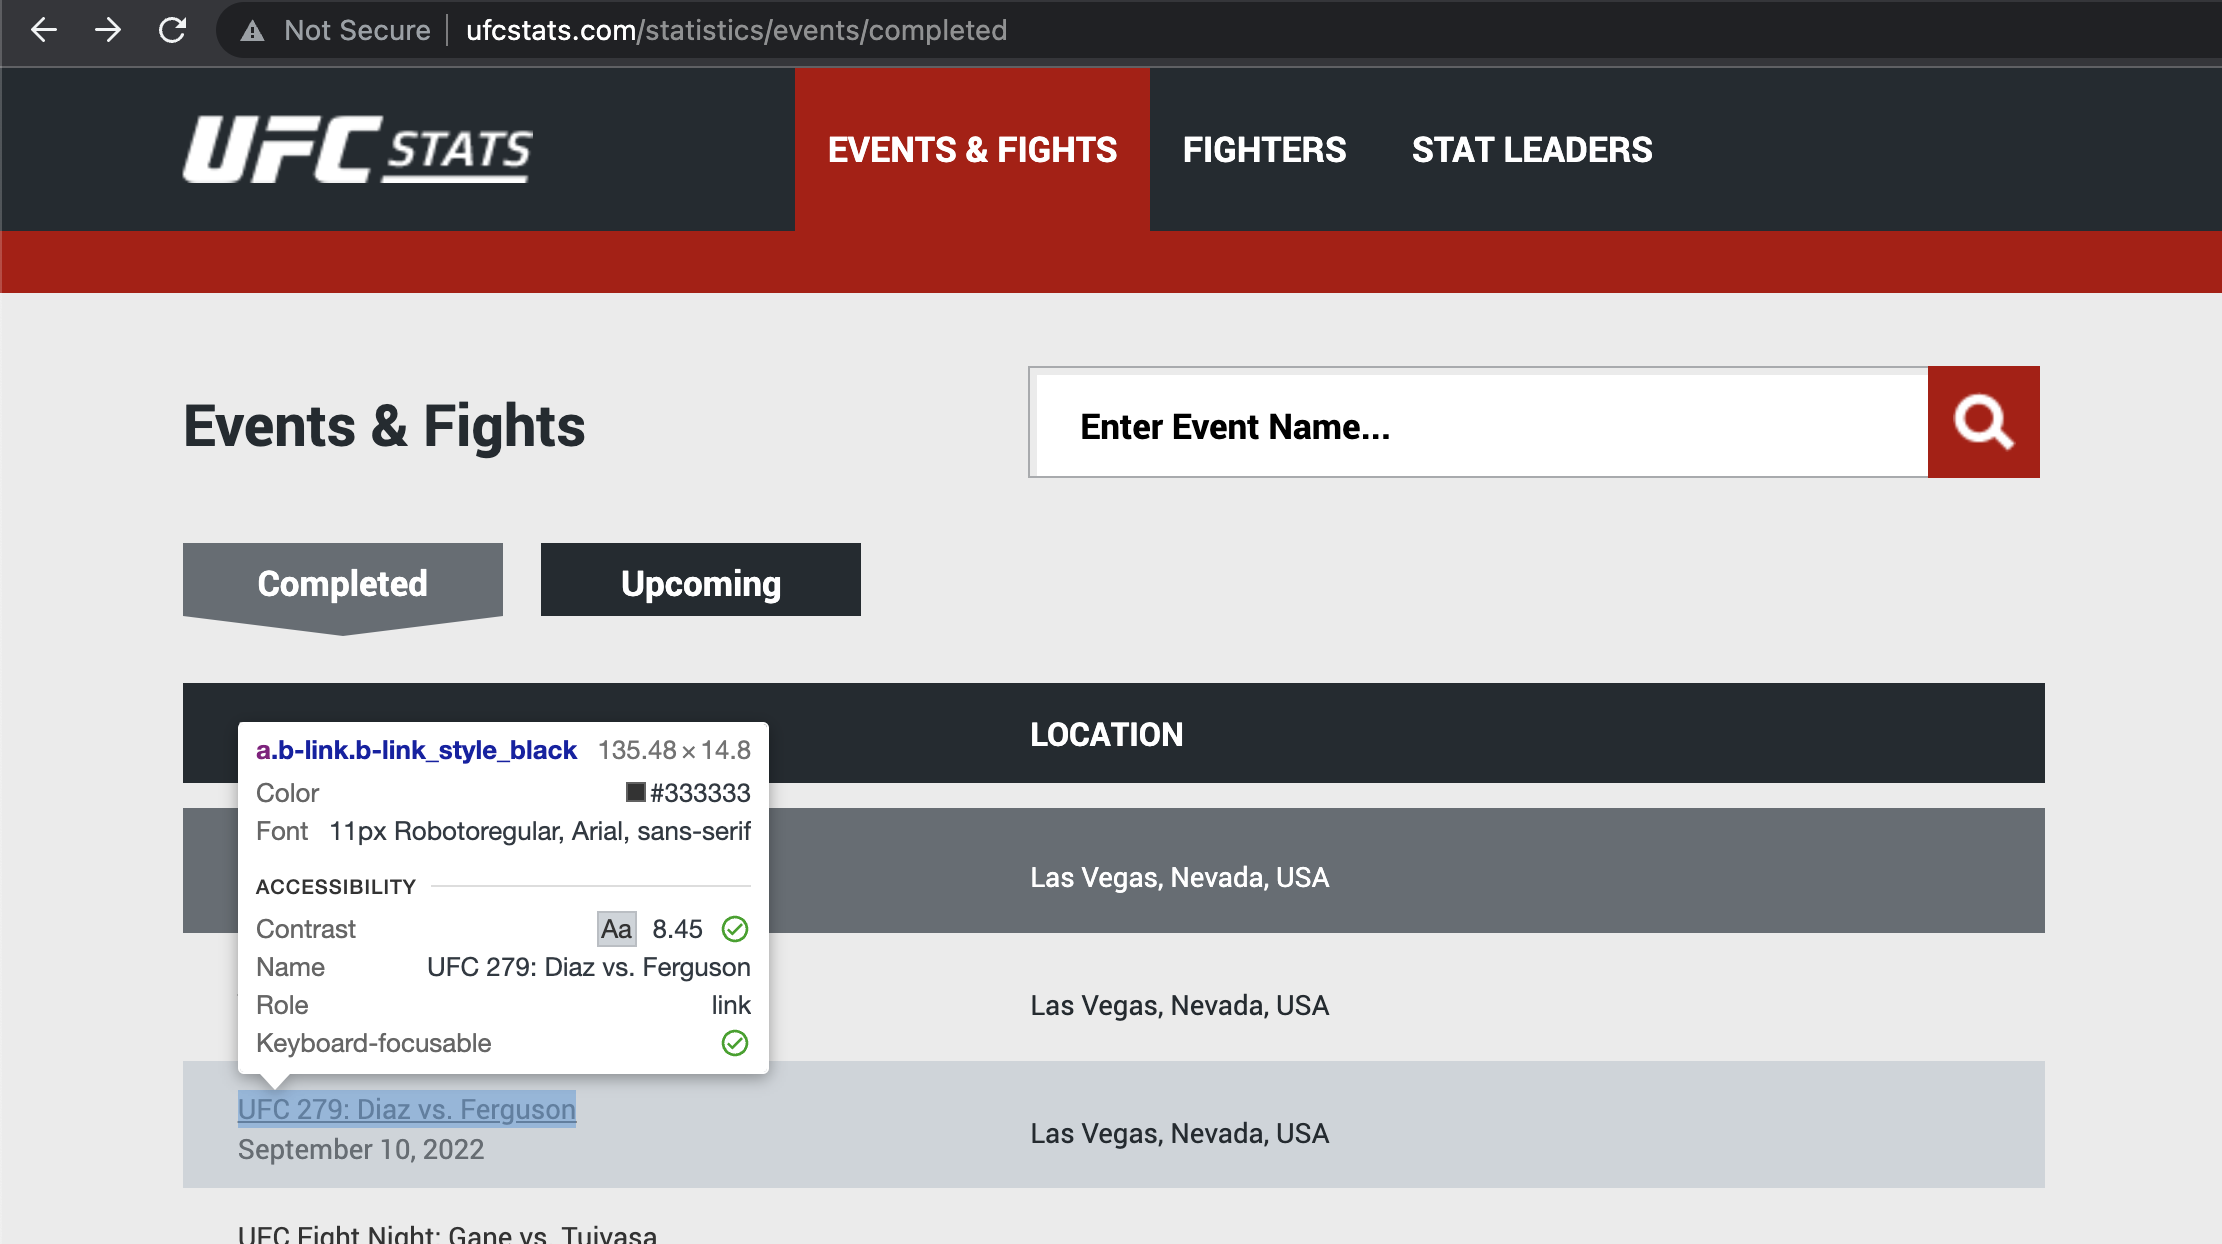 Not Secure | ufcstats.com/statistics/events/completed
UFC STATS
EVENTS & FIGHTS FIGHTERS STAT LEADERS
Events & Fights
Enter Event Name...
Completed Upcoming
LOCATION
a.b-link.b-link_style_black 135.48 × 14.8
Color #333333
Font 11px Robotoregular, Arial, sans-serif
Las Vegas, Nevada, USA
ACCESSIBILITY
Contrast Aa 8.45
Name UFC 279: Diaz vs. Ferguson
Role link
Las Vegas, Nevada, USA
Keyboard-focusable
UFC 279: Diaz vs. Ferguson
September 10, 2022
Las Vegas, Nevada, USA
UFC Fight Night: Gane vs. Tuivasa